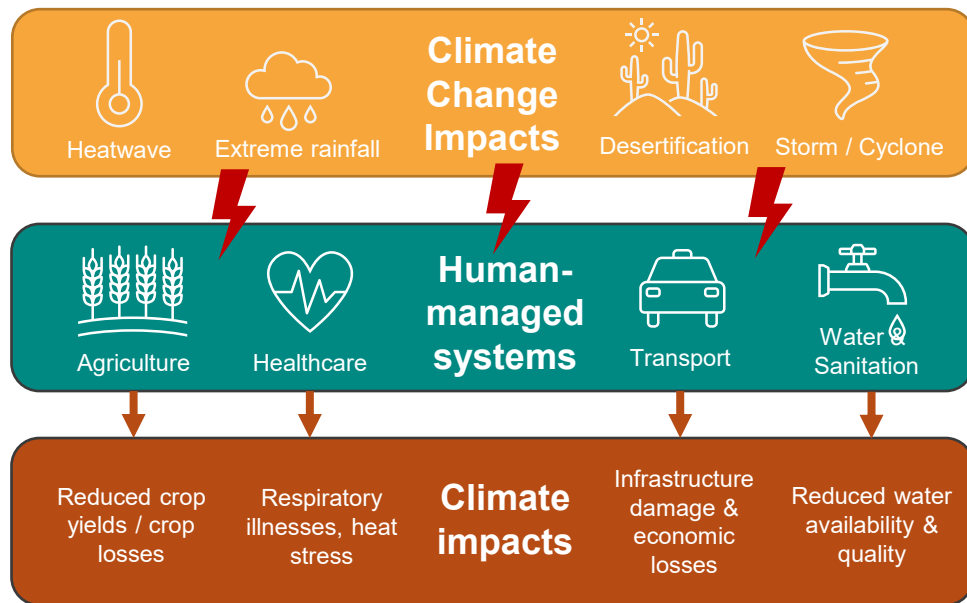 Heatwave
Extreme rainfall
Climate
Change
Impacts
Desertification
Storm / Cyclone
Agriculture
Healthcare
Human-
managed
systems
Transport
Water &
Sanitation
Reduced crop
yields / crop
losses
Respiratory
illnesses, heat
stress
Climate
impacts
Infrastructure
damage &
economic
losses
Reduced water
availability &
quality